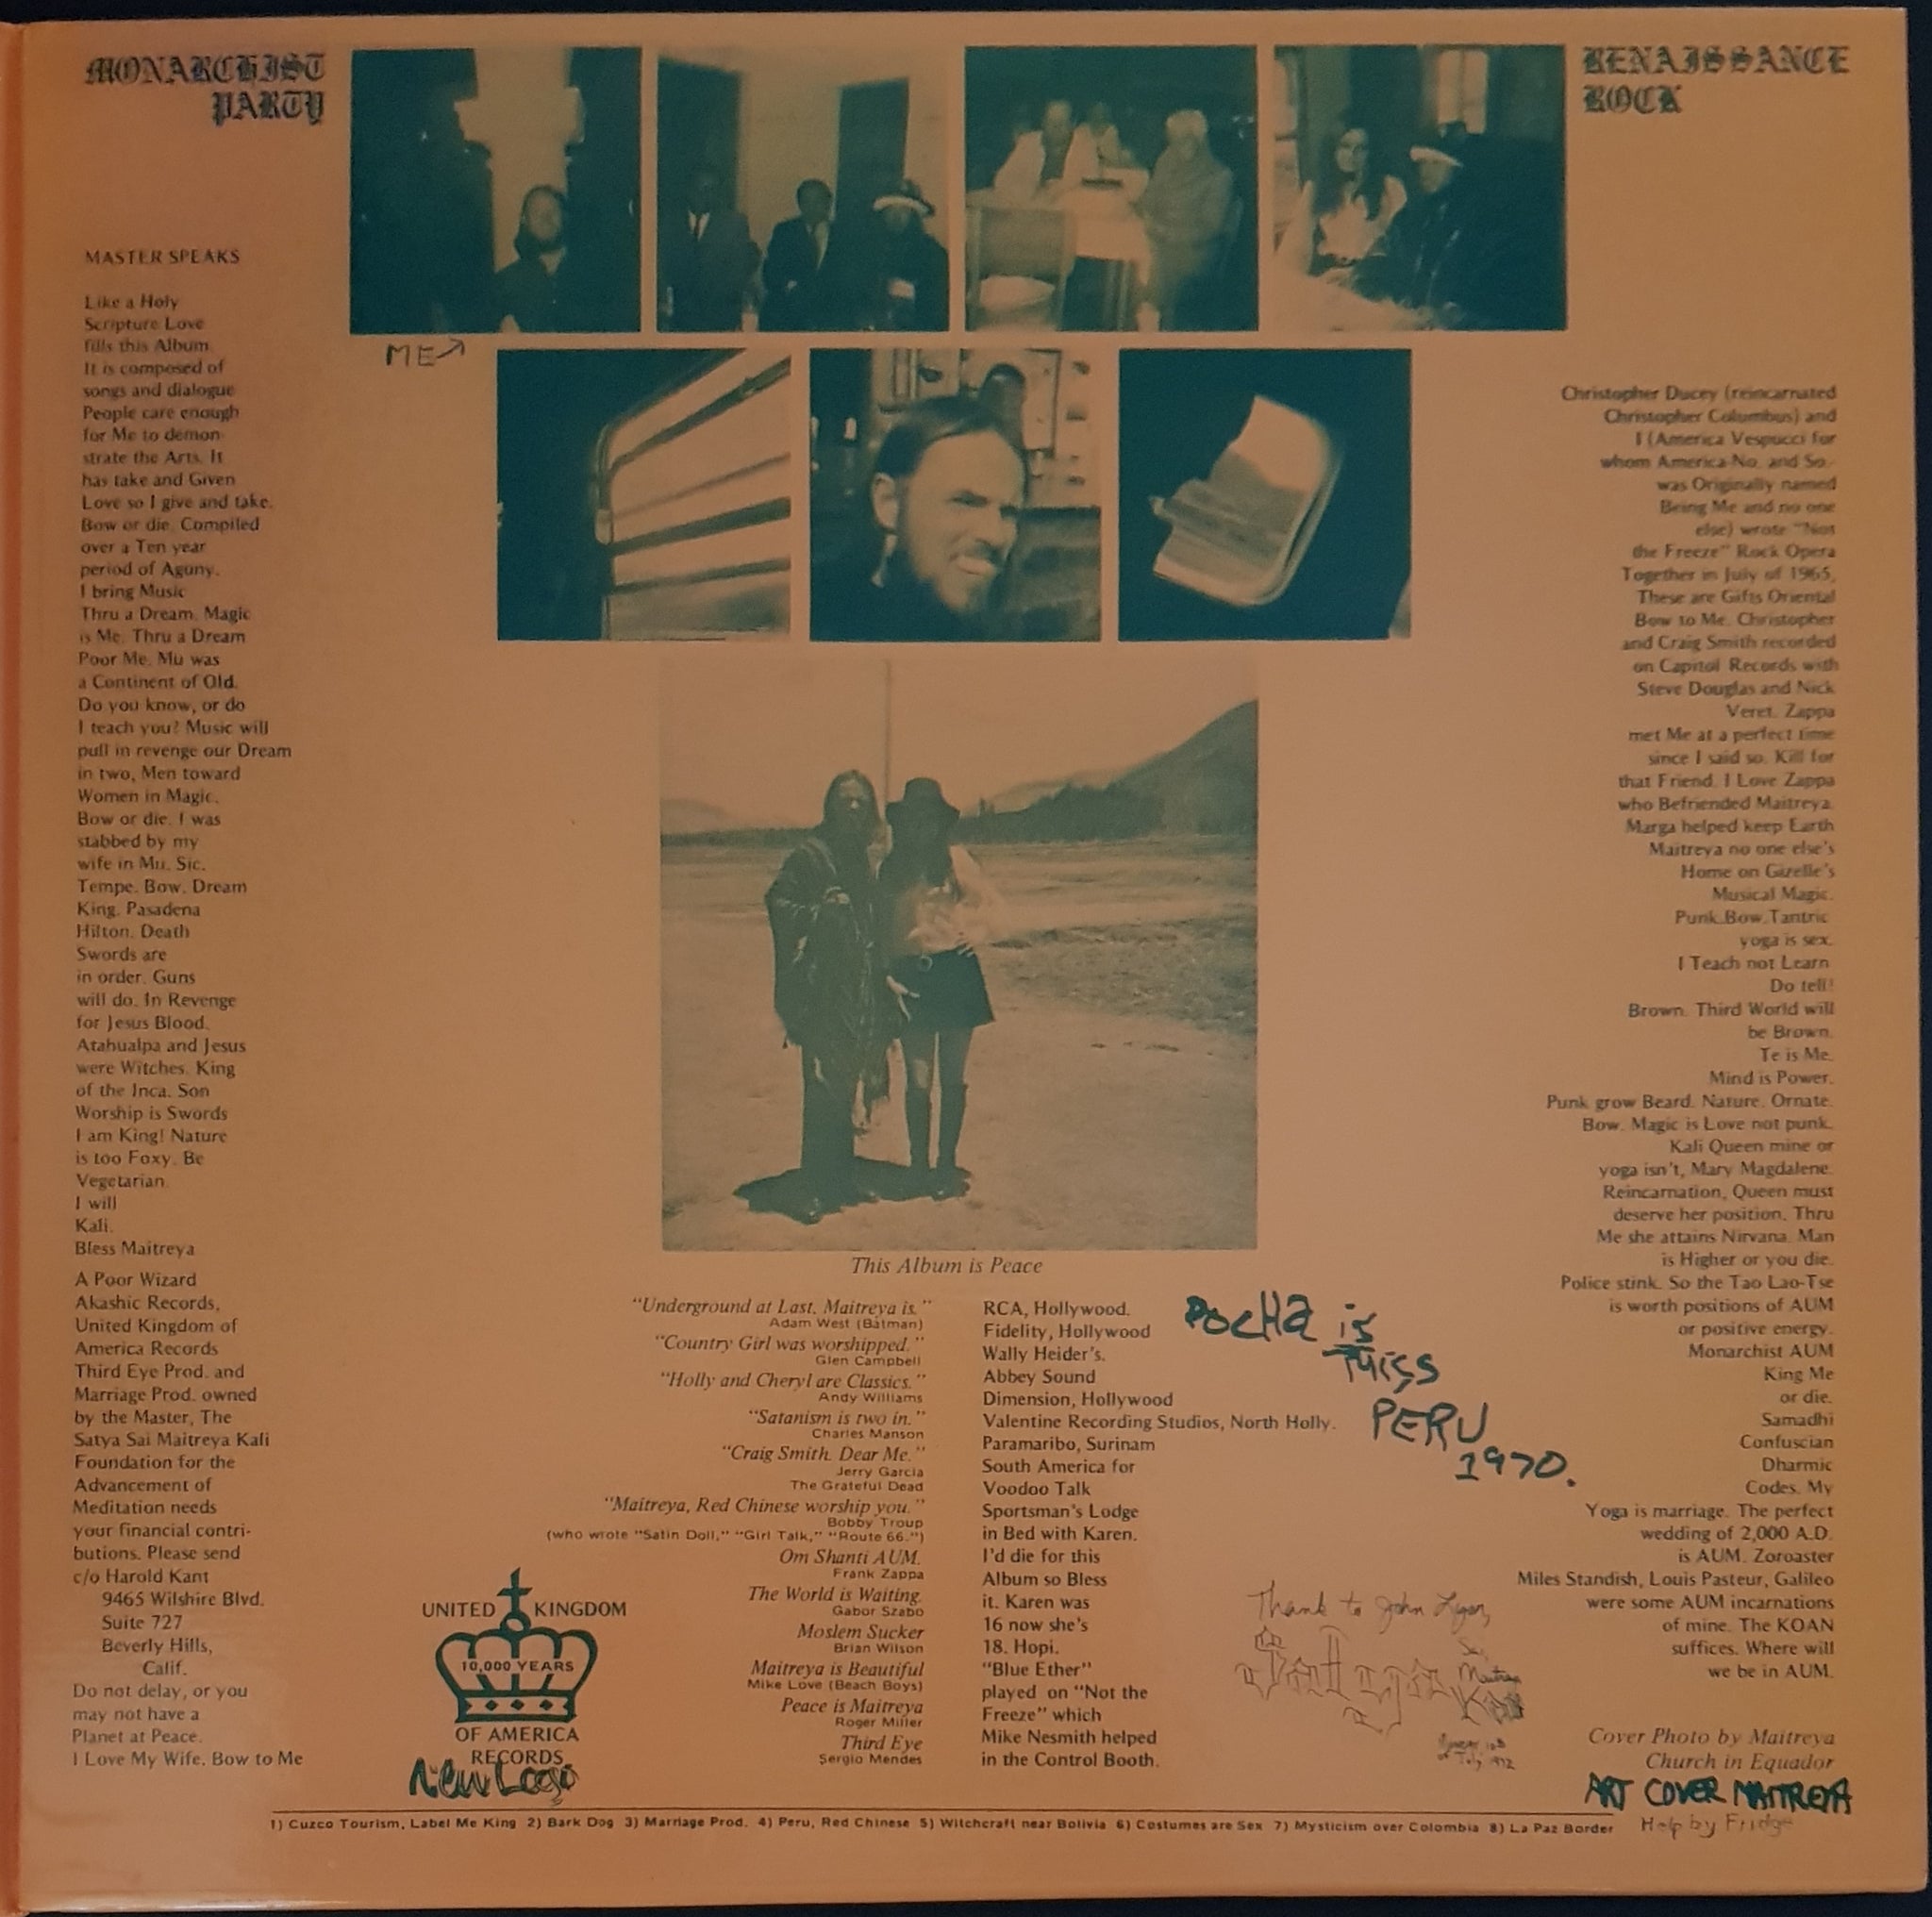 MONARCHIST
PARTY
RENAISSANCE
ROCK
ME
MASTER SPEAKS
Like a Holy
Scripture Love
fills this Album.
It is composed of
songs and dialogue
People care enough
for Me to demon-
strate the Arts. It
has take and Given
Love so I give and take.
Bow or die. Compiled
over a Ten year
period of Agony.
I bring Music
Thru a Dream. Magic
is Me. Thru a Dream
Poor Me. Mu was
a Continent of Old.
Do you know, or do
I teach you? Music will
pull in revenge our Dream
in two, Men toward
Women in Magic.
Bow or die. I was
stabbed by my
wife in Mu. Sic.
Tempe. Bow. Dream
King. Pasadena
Hilton. Death
Swords are
in order. Guns
will do. In Revenge
for Jesus Blood.
Atahualpa and Jesus
were Witches. King
of the Inca. Son
Worship is Swords
I am King! Nature
is too Foxy. Be
Vegetarian.
I will
Kali.
Bless Maitreya
A Poor Wizard
Akashic Records,
United Kingdom of
America Records
Third Eye Prod. and
Marriage Prod. owned
by the Master, The
Satya Sai Maitreya Kali
Foundation for the
Advancement of
Meditation needs
your financial contri-
butions. Please send
c/o Harold Kant
9465 Wilshire Blvd.
Suite 727
Beverly Hills,
Calif.
Do not delay, or you
may not have a
Planet at Peace.
I Love My Wife. Bow to Me
This Album is Peace
"Underground at Last. Maitreya is."
Adam West (Batman)
"Country Girl was worshipped."
Glen Campbell
"Holly and Cheryl are Classics."
Andy Williams
"Satanism is two in."
Charles Manson
"Craig Smith. Dear Me."
Jerry Garcia
The Grateful Dead
"Maitreya, Red Chinese worship you."
Bobby Troup
(who wrote "Satin Doll," "Girl Talk," "Route 66.")
Om Shanti AUM.
Frank Zappa
The World is Waiting.
Gabor Szabo
Moslem Sucker
Brian Wilson
Maitreya is Beautiful
Mike Love (Beach Boys)
Peace is Maitreya
Roger Miller
Third Eye
Sergio Mendes
UNITED KINGDOM
10,000 YEARS
OF AMERICA
RECORDS
New Logo
RCA, Hollywood.
Fidelity, Hollywood
Wally Heider's.
Abbey Sound
Dimension, Hollywood
Valentine Recording Studios, North Holly.
Paramaribo, Surinam
South America for
Voodoo Talk
Sportsman's Lodge
in Bed with Karen.
I'd die for this
Album so Bless
it. Karen was
16 now she's
18. Hopi.
"Blue Ether"
played on "Not the
Freeze" which
Mike Nesmith helped
in the Control Booth.
PocHa is
Miss
PERU
1970.
Thank to John
Satya
Sai
Maitreya
Kali
July 1972
Christopher Ducey (reincarnated
Christopher Columbus) and
I (America Vespucci for
whom America-No. and So.-
was Originally named
Being Me and no one
else) wrote "Not
the Freeze" Rock Opera
Together in July of 1965,
These are Gifts Oriental
Bow to Me. Christopher
and Craig Smith recorded
on Capitol Records with
Steve Douglas and Nick
Venet. Zappa
met Me at a perfect time
since I said so. Kill for
that Friend. I Love Zappa
who Befriended Maitreya.
Marga helped keep Earth
Maitreya no one else's
Home on Gizelle's
Musical Magic.
Punk.Bow.Tantric
yoga is sex.
I Teach not Learn
Do tell!
Brown. Third World will
be Brown.
Te is Me.
Mind is Power.
Punk grow Beard. Nature. Ornate.
Bow. Magic is Love not punk.
Kali Queen mine or
yoga isn't, Mary Magdalene.
Reincarnation, Queen must
deserve her position, Thru
Me she attains Nirvana. Man
is Higher or you die.
Police stink. So the Tao Lao-Tse
is worth positions of AUM
or positive energy.
Monarchist AUM
King Me
or die.
Samadhi
Confuscian
Dharmic
Codes. My
Yoga is marriage. The perfect
wedding of 2,000 A.D.
is AUM. Zoroaster
Miles Standish, Louis Pasteur, Galileo
were some AUM incarnations
of mine. The KOAN
suffices. Where will
we be in AUM.
Cover Photo by Maitreya
Church in Equador
ART COVER MAITREYA
Help by Fridge
1) Cuzco Tourism, Label Me King 2) Bark Dog 3) Marriage Prod. 4) Peru, Red Chinese 5) Witchcraft near Bolivia 6) Costumes are Sex 7) Mysticism over Colombia 8) La Paz Border